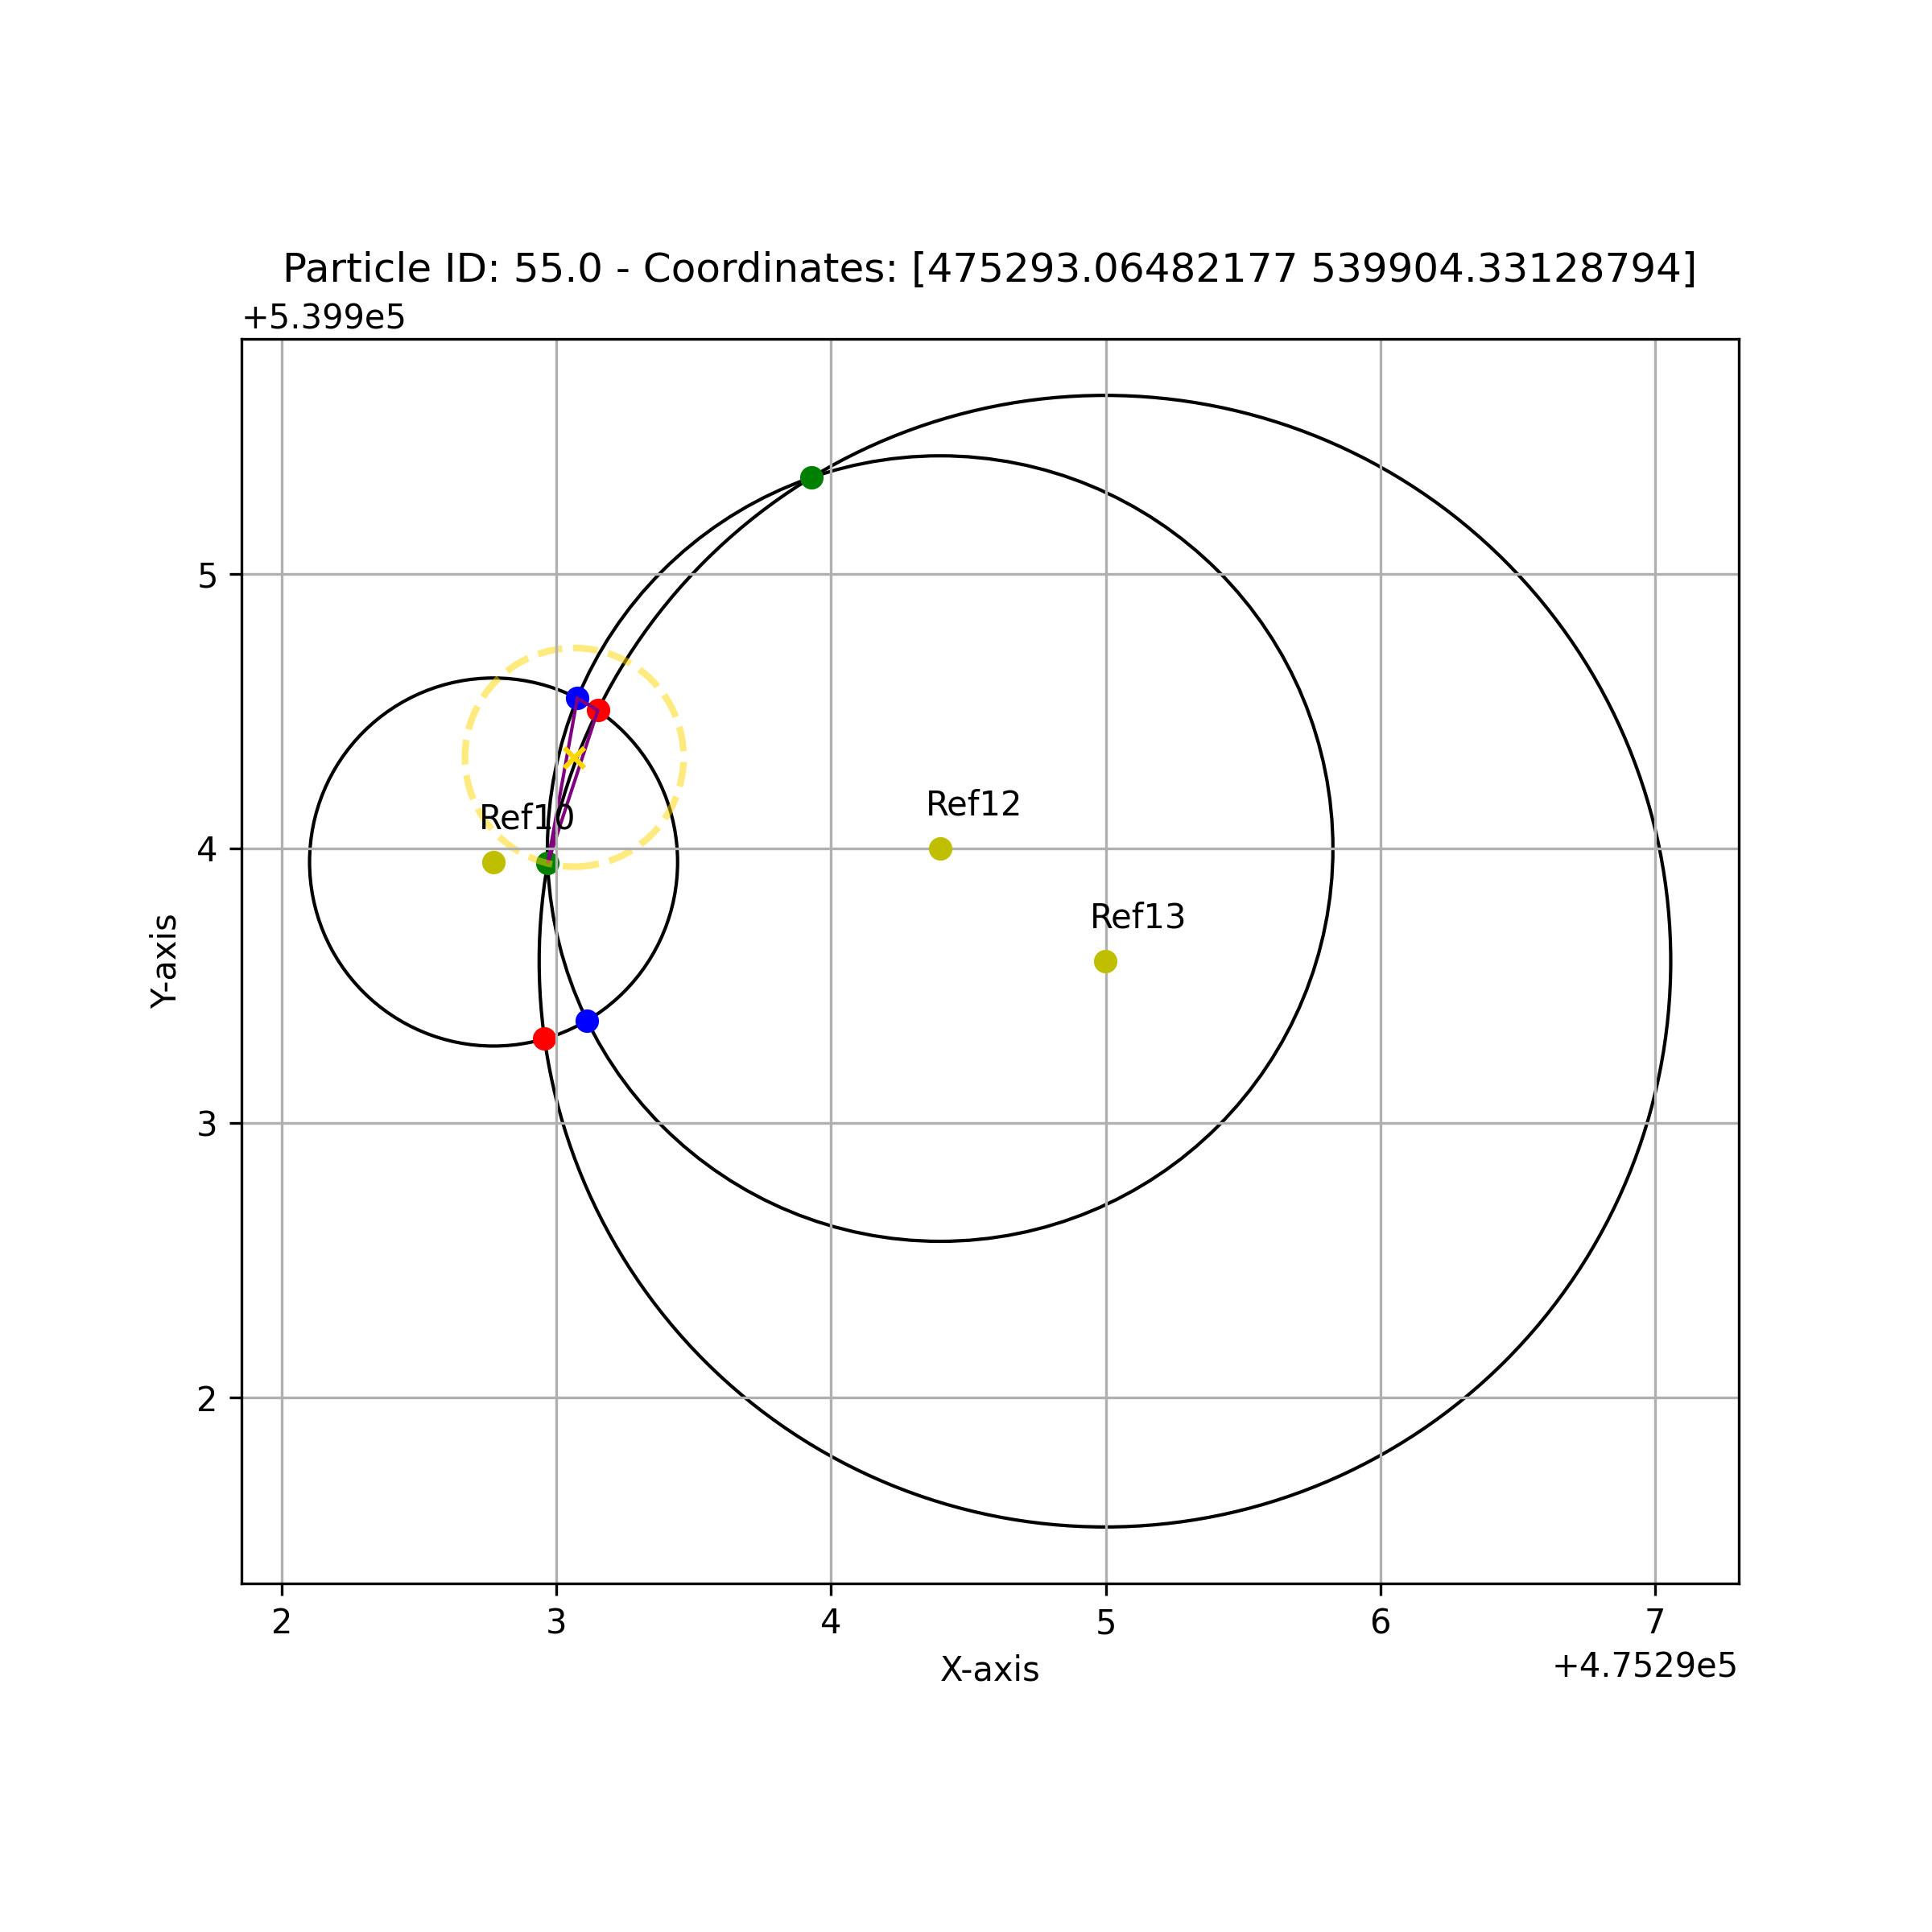 Particle ID: 55.0 - Coordinates: [475293.06482177 539904.33128794]
+5.399e5
5
4
3
2
Y-axis
Ref10
Ref12
Ref13
2 3 4 5 6 7
X-axis
+4.7529e5